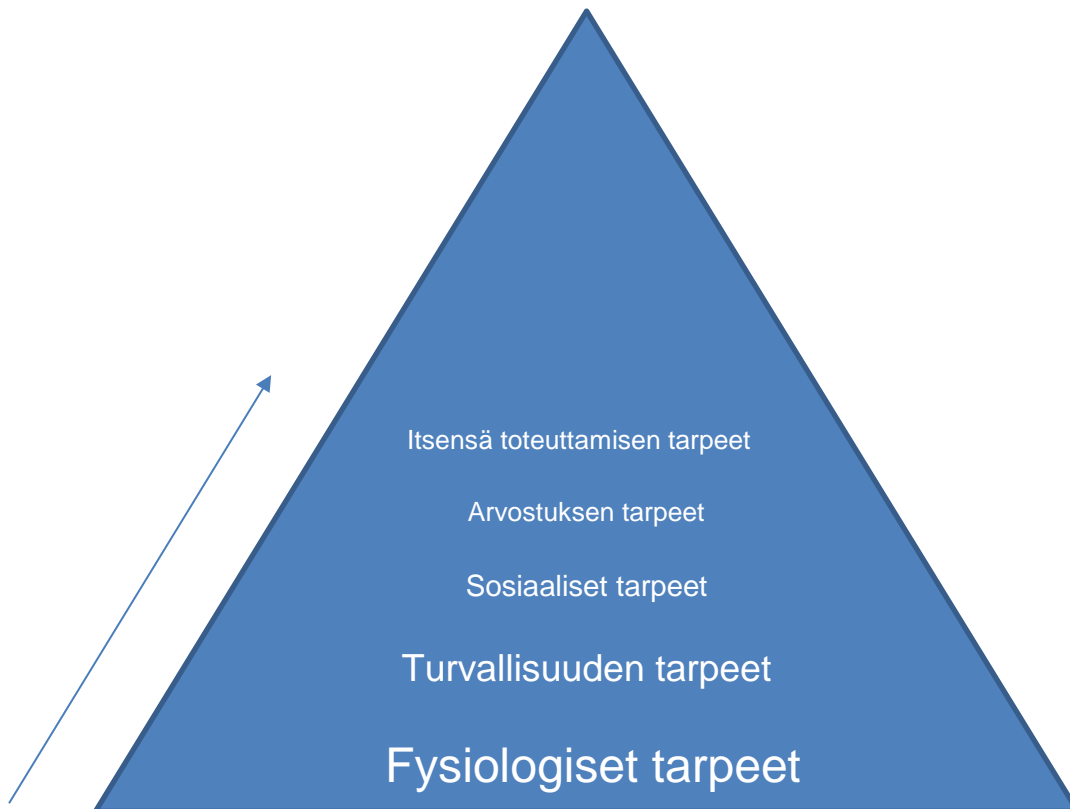 Itsensä toteuttamisen tarpeet
Arvostuksen tarpeet
Sosiaaliset tarpeet
Turvallisuuden tarpeet
Fysiologiset tarpeet